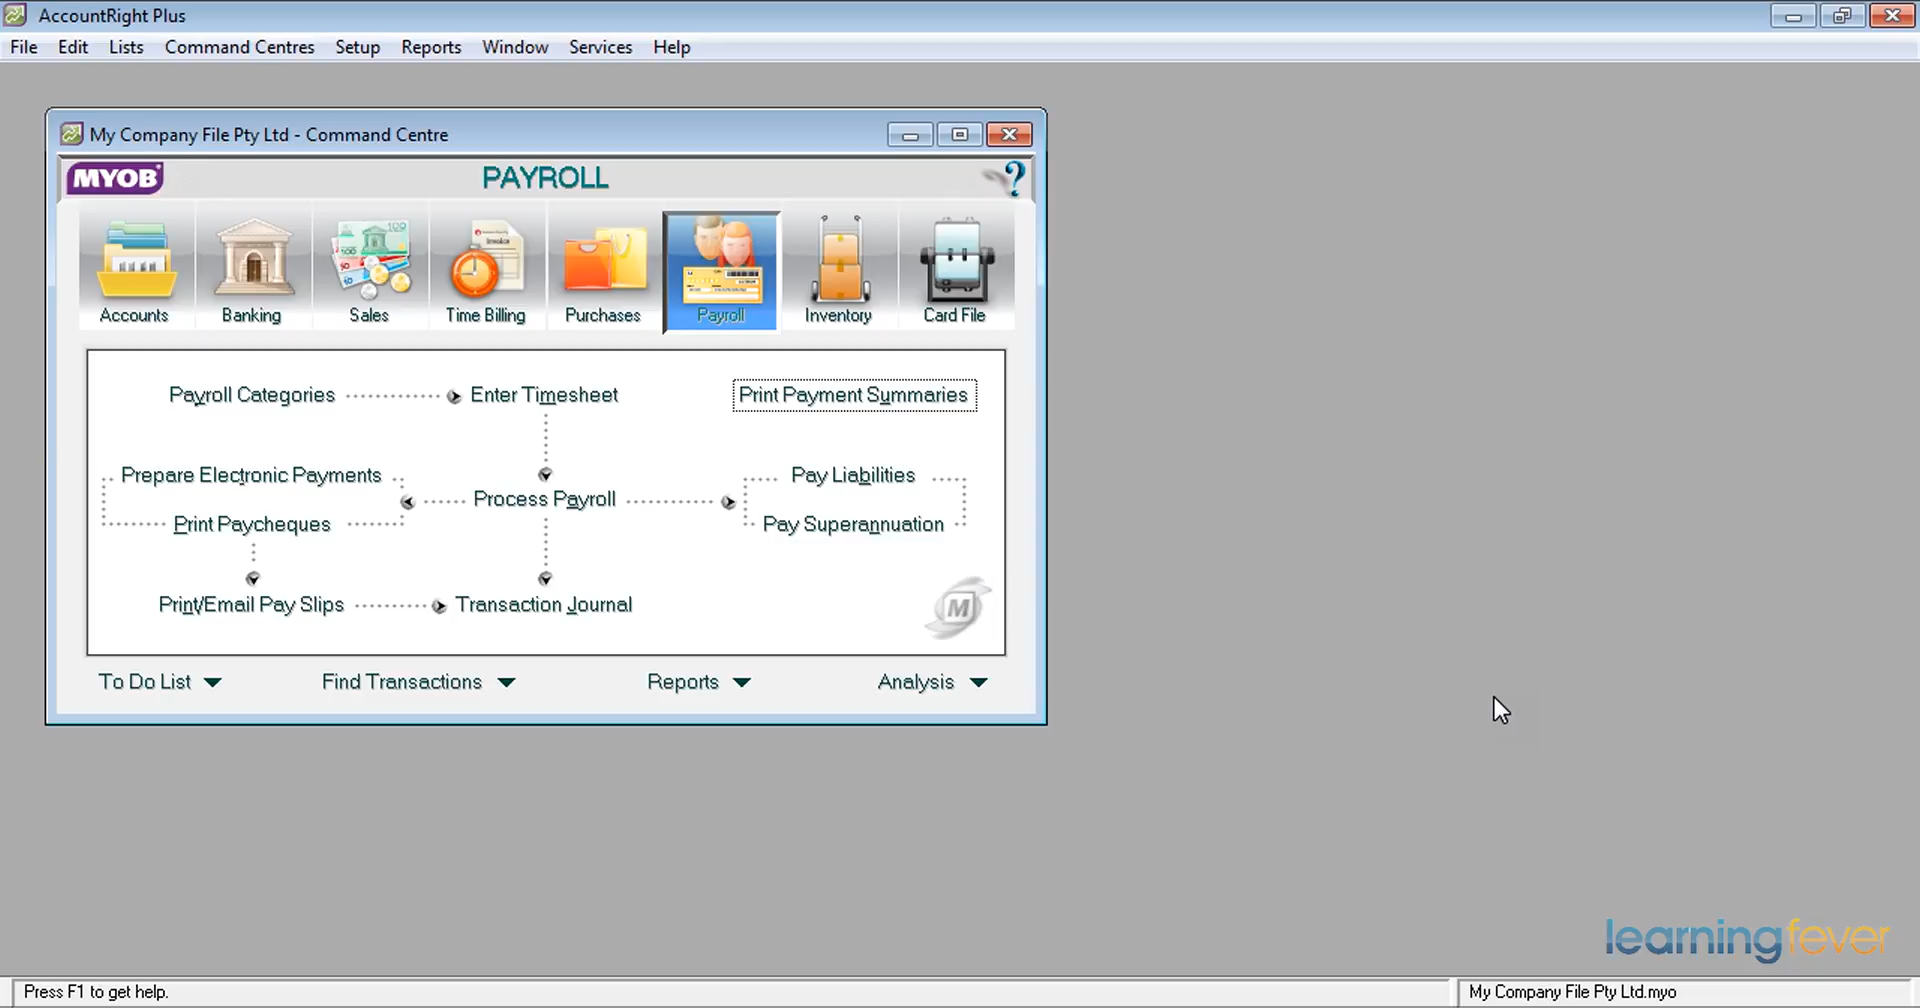 AccountRight Plus
File Edit Lists Command Centres Setup Reports Window Services Help
My Company File Pty Ltd - Command Centre
MYOB PAYROLL ?
Accounts Banking Sales Time Billing Purchases Payroll Inventory Card File
Payroll Categories Enter Timesheet Print Payment Summaries
Prepare Electronic Payments Pay Liabilities
Process Payroll
Print Paycheques Pay Superannuation
Print/Email Pay Slips Transaction Journal
M
To Do List Find Transactions Reports Analysis
learningfever
Press F1 to get help. My Company File Pty Ltd.myo